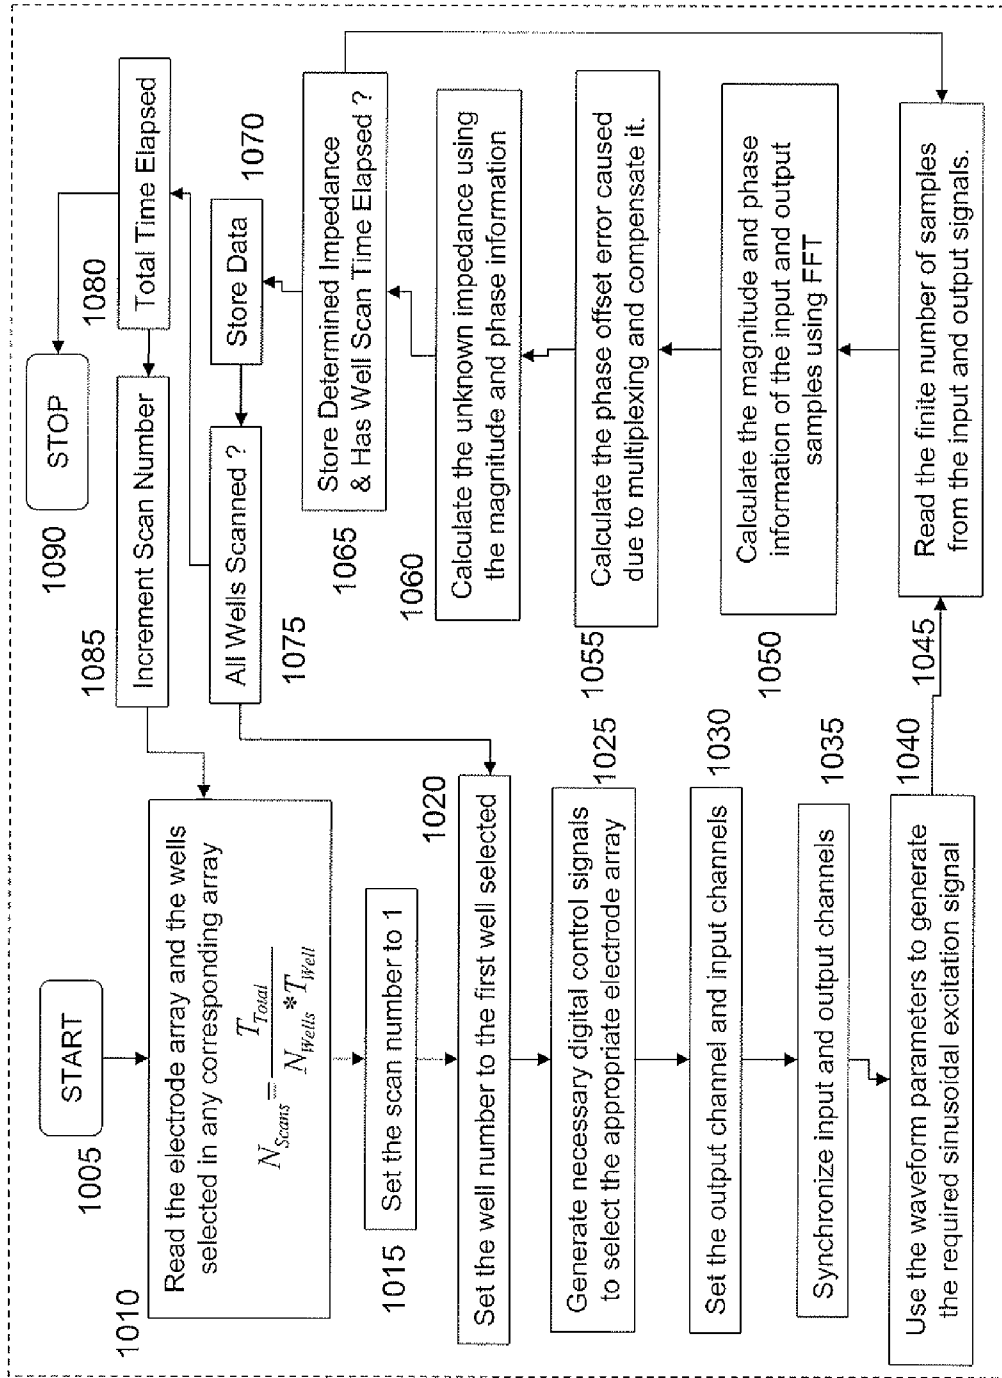 START
1005
Read the electrode array and the wells
selected in any corresponding array
N_Scans = T_Total / N_Wells * T_Well
1010
Set the scan number to 1
1015
Set the well number to the first well selected
1020
Generate necessary digital control signals
to select the appropriate electrode array
1025
Set the output channel and input channels
1030
Synchronize input and output channels
1035
Use the waveform parameters to generate
the required sinusoidal excitation signal
1040
Read the finite number of samples
from the input and output signals.
1045
Calculate the magnitude and phase
information of the input and output
samples using FFT
1050
Calculate the phase offset error caused
due to multiplexing and compensate it.
1055
Calculate the unknown impedance using
the magnitude and phase information
1060
Store Determined Impedance
& Has Well Scan Time Elapsed ?
1065
Store Data
1070
All Wells Scanned ?
1075
Total Time Elapsed
1080
Increment Scan Number
1085
STOP
1090